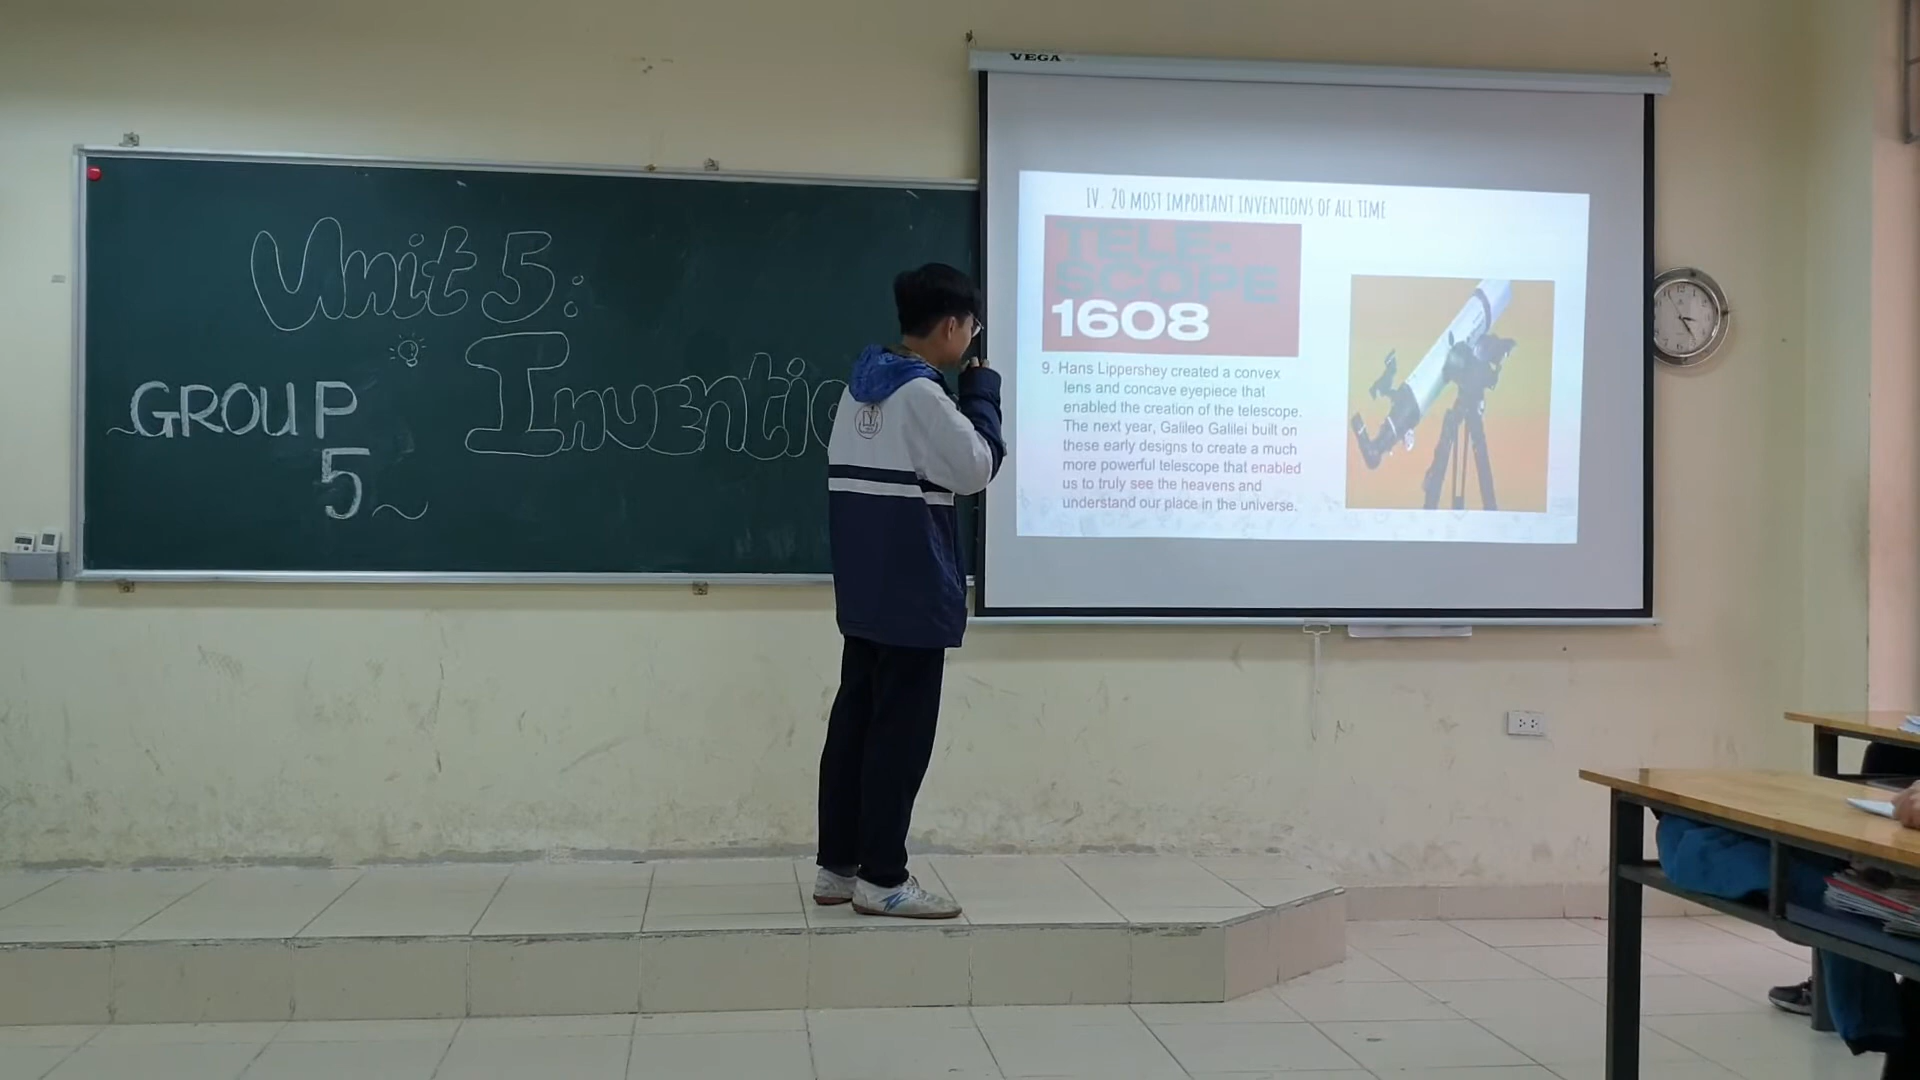 Unit 5:
Inventio
GROUP
5
VEGA
IV. 20 MOST IMPORTANT INVENTIONS OF ALL TIME
TELE-
SCOPE
1608
9. Hans Lippershey created a convex
lens and concave eyepiece that
enabled the creation of the telescope.
The next year, Galileo Galilei built on
these early designs to create a much
more powerful telescope that enabled
us to truly see the heavens and
understand our place in the universe.